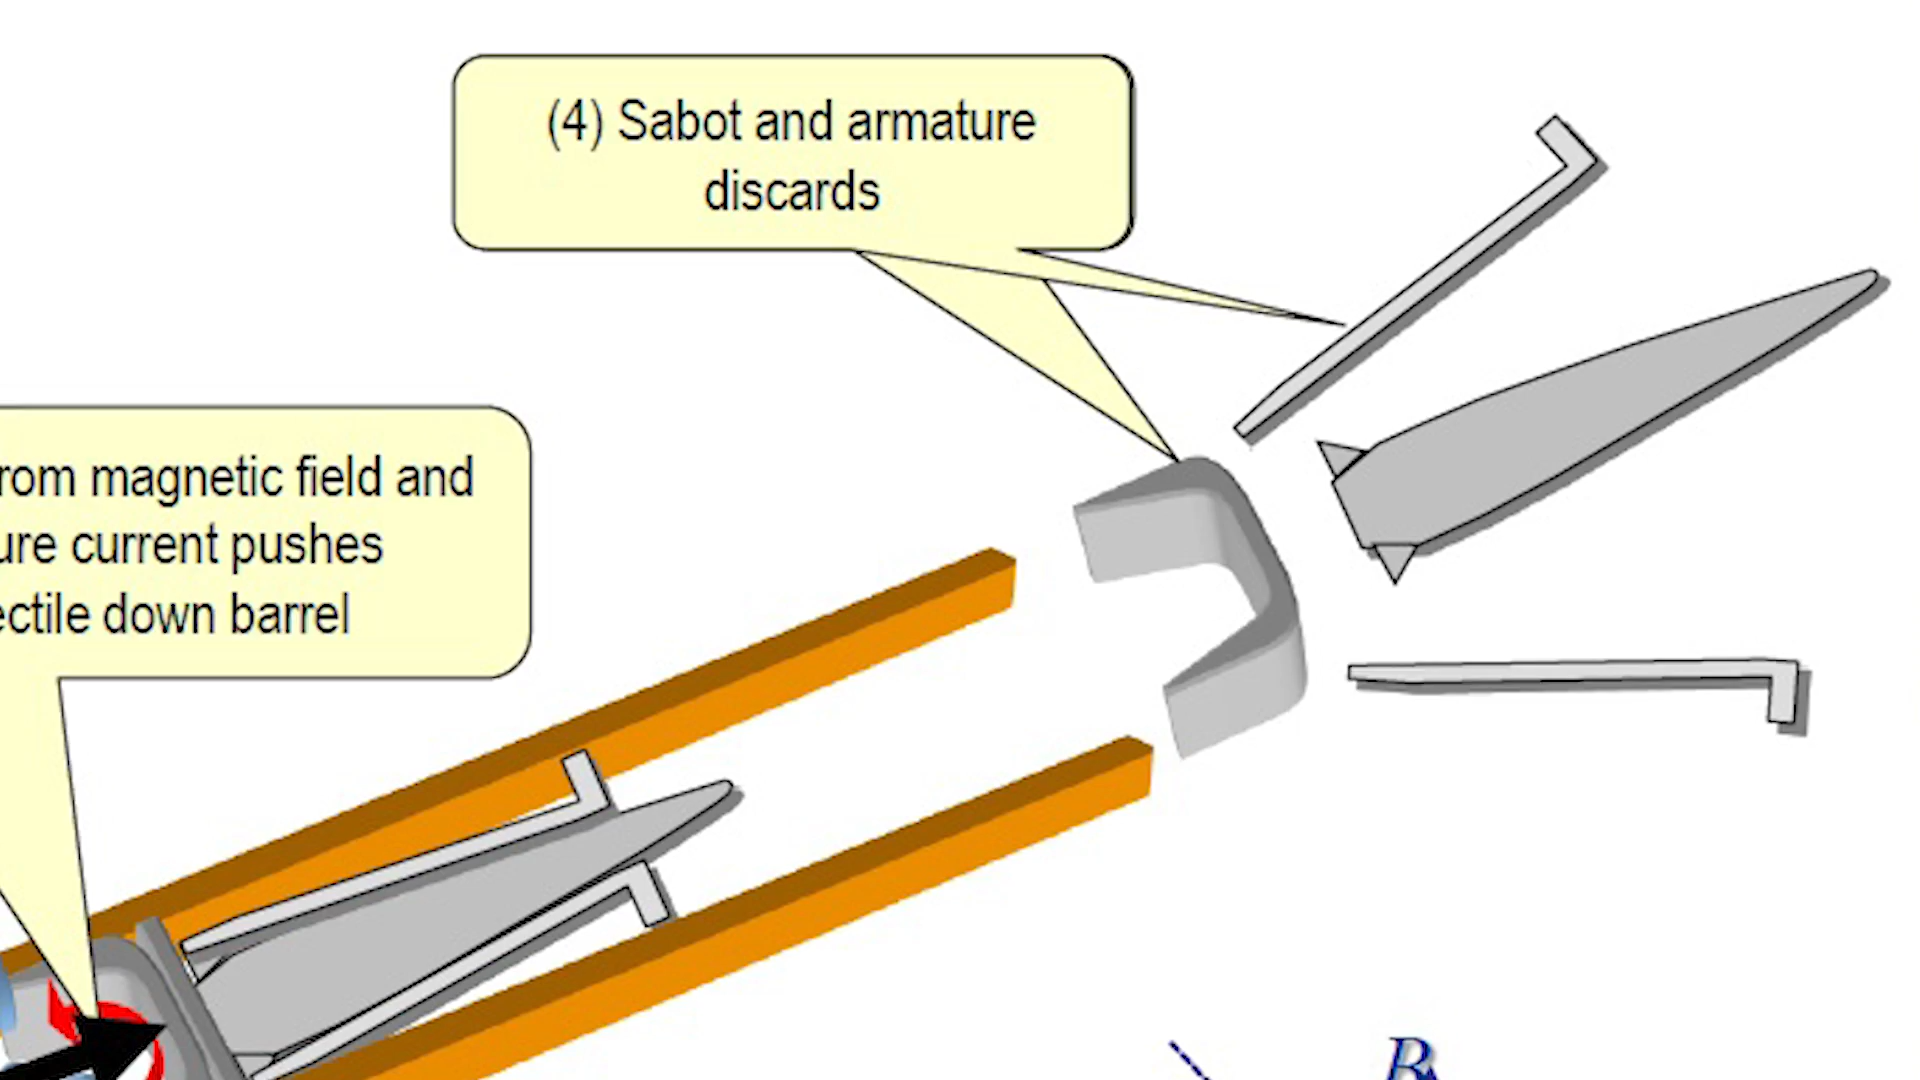 (4) Sabot and armature
discards
rom magnetic field and
ure current pushes
ectile down barrel
B